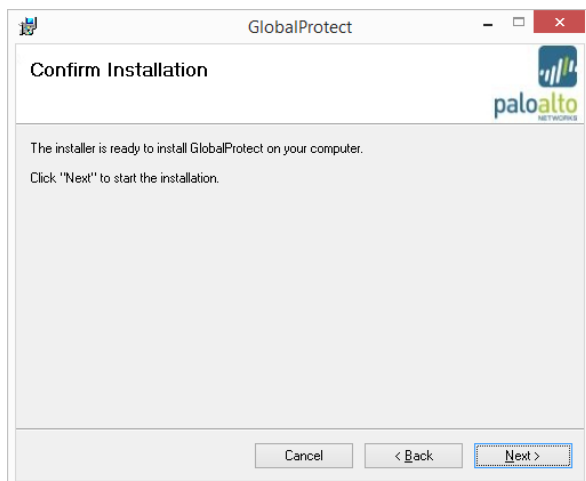 GlobalProtect
Confirm Installation
paloalto
NETWORKS
The installer is ready to install GlobalProtect on your computer.
Click "Next" to start the installation.
Cancel
< Back
Next >